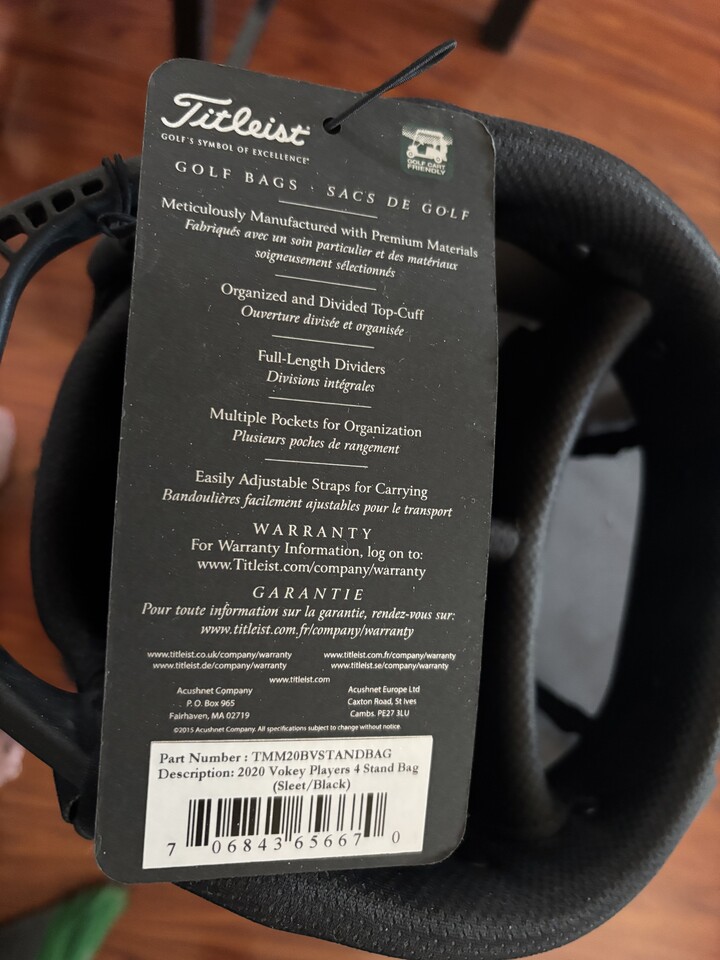 Titleist
GOLF'S SYMBOL OF EXCELLENCE
GOLF CART
FRIENDLY
GOLF BAGS · SACS DE GOLF
Meticulously Manufactured with Premium Materials
Fabriqués avec un soin particulier et des matériaux
soigneusement sélectionnés
Organized and Divided Top-Cuff
Ouverture divisée et organisée
Full-Length Dividers
Divisions intégrales
Multiple Pockets for Organization
Plusieurs poches de rangement
Easily Adjustable Straps for Carrying
Bandoulières facilement ajustables pour le transport
WARRANTY
For Warranty Information, log on to:
www.Titleist.com/company/warranty
GARANTIE
Pour toute information sur la garantie, rendez-vous sur:
www.titleist.com.fr/company/warranty
www.titleist.co.uk/company/warranty www.titleist.com.fr/company/warranty
www.titleist.de/company/warranty www.titleist.se/company/warranty
www.titleist.com
Acushnet Company Acushnet Europe Ltd
P. O. Box 965 Caxton Road, St Ives
Fairhaven, MA 02719 Cambs. PE27 3LU
©2015 Acushnet Company. All specifications subject to change without notice.
Part Number : TMM20BVSTANDBAG
Description: 2020 Vokey Players 4 Stand Bag
(Sleet/Black)
7 06843 65667 0